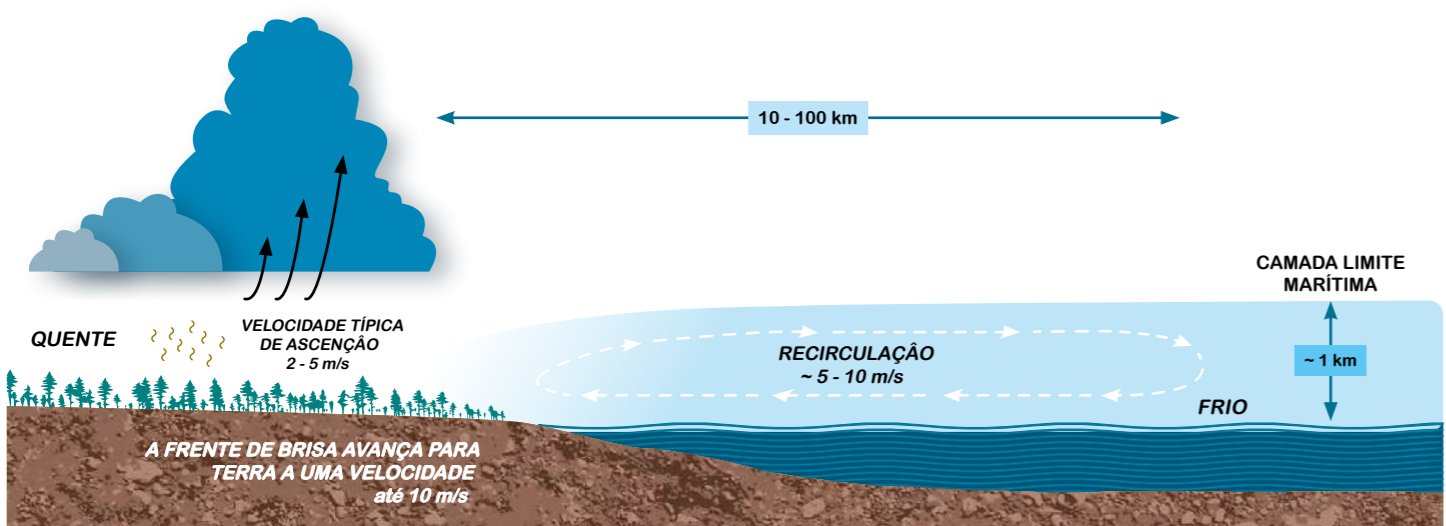 10 - 100 km
CAMADA LIMITE
MARÍTIMA
QUENTE
VELOCIDADE TÍPICA
DE ASCENÇÂO
2 - 5 m/s
RECIRCULAÇÂO
~ 5 - 10 m/s
~ 1 km
FRIO
A FRENTE DE BRISA AVANÇA PARA
TERRA A UMA VELOCIDADE
até 10 m/s